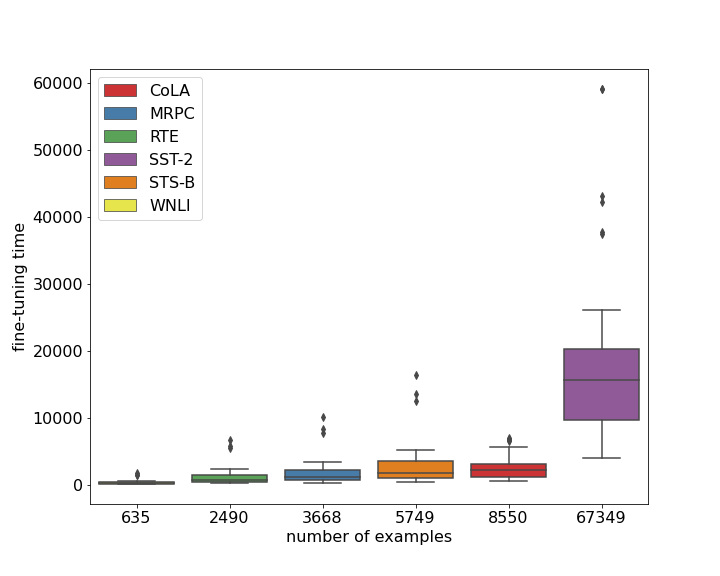 60000
50000
40000
30000
20000
10000
0
fine-tuning time
CoLA
MRPC
RTE
SST-2
STS-B
WNLI
635 2490 3668 5749 8550 67349
number of examples